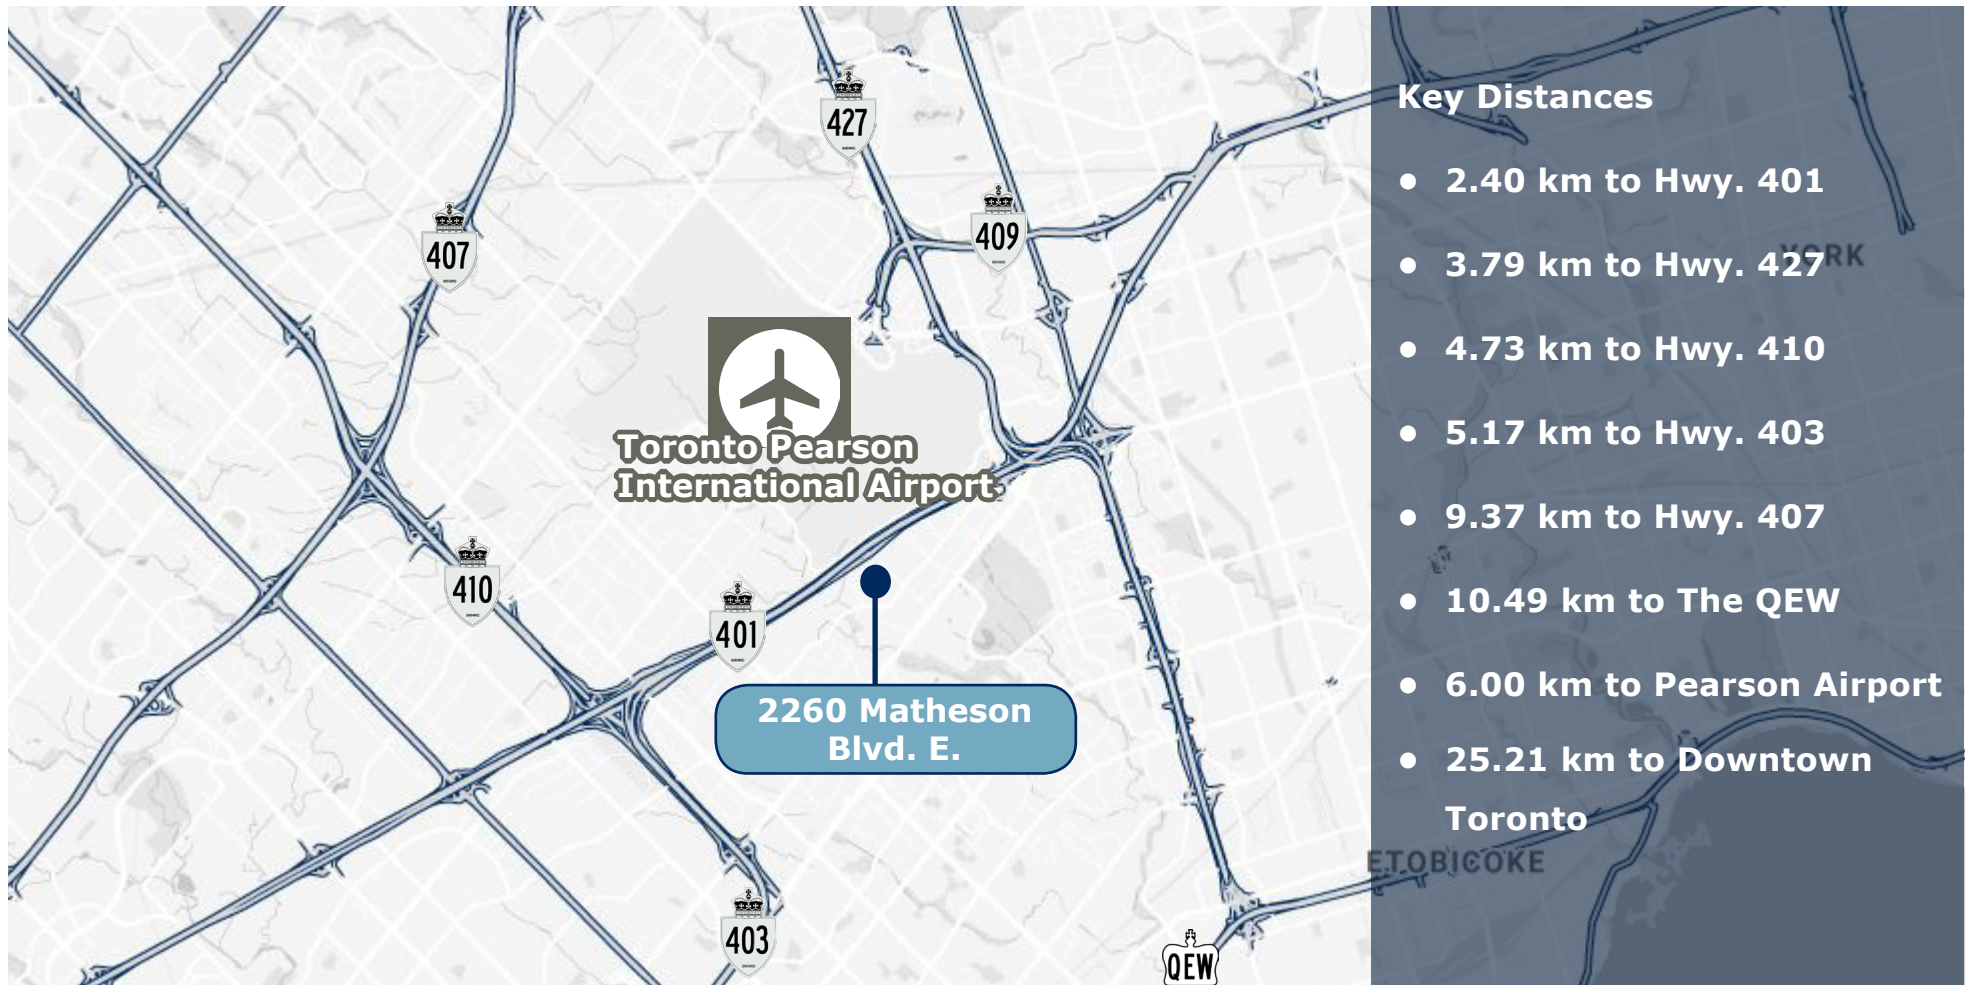 427
407
409
Toronto Pearson
International Airport
410
401
2260 Matheson
Blvd. E.
403
QEW
Key Distances
• 2.40 km to Hwy. 401
• 3.79 km to Hwy. 427
YORK
• 4.73 km to Hwy. 410
• 5.17 km to Hwy. 403
• 9.37 km to Hwy. 407
• 10.49 km to The QEW
• 6.00 km to Pearson Airport
• 25.21 km to Downtown
Toronto
ETOBICOKE